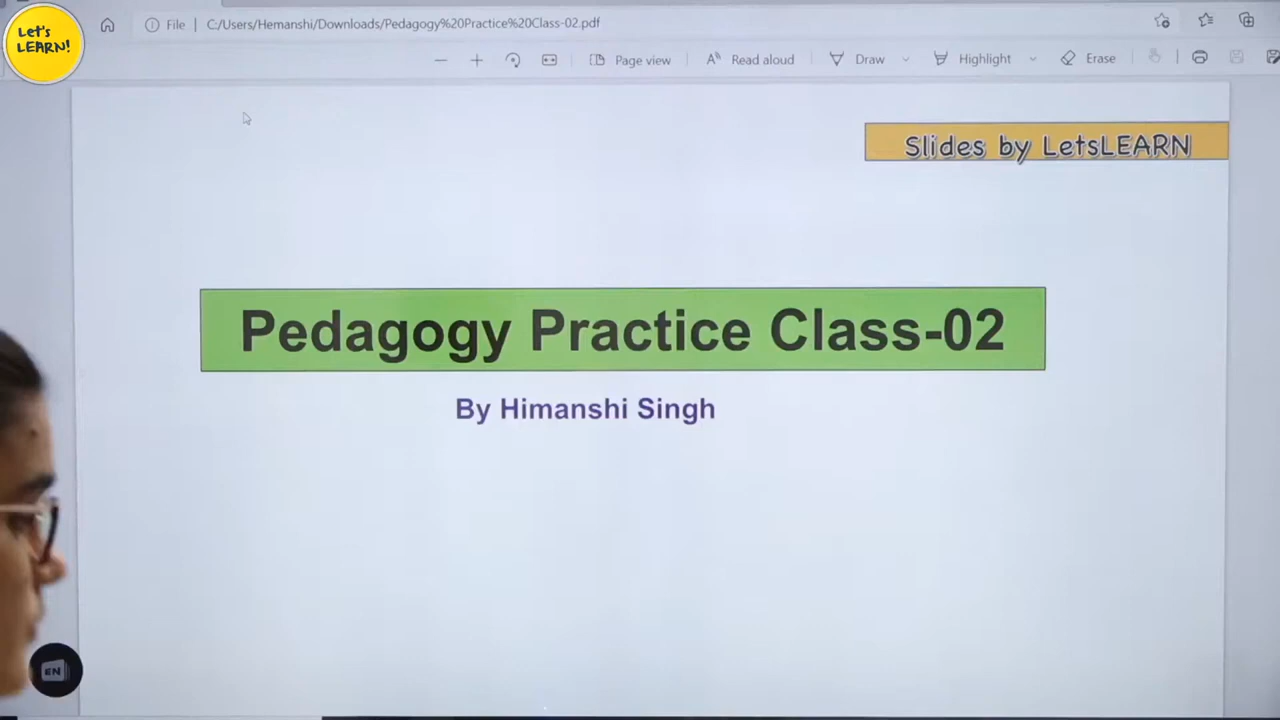 Let's
LEARN!
File | C:/Users/Hemanshi/Downloads/Pedagogy%20Practice%20Class-02.pdf
Page view
Read aloud
Draw
Highlight
Erase
Slides by LetsLEARN
Pedagogy Practice Class-02
By Himanshi Singh
EN